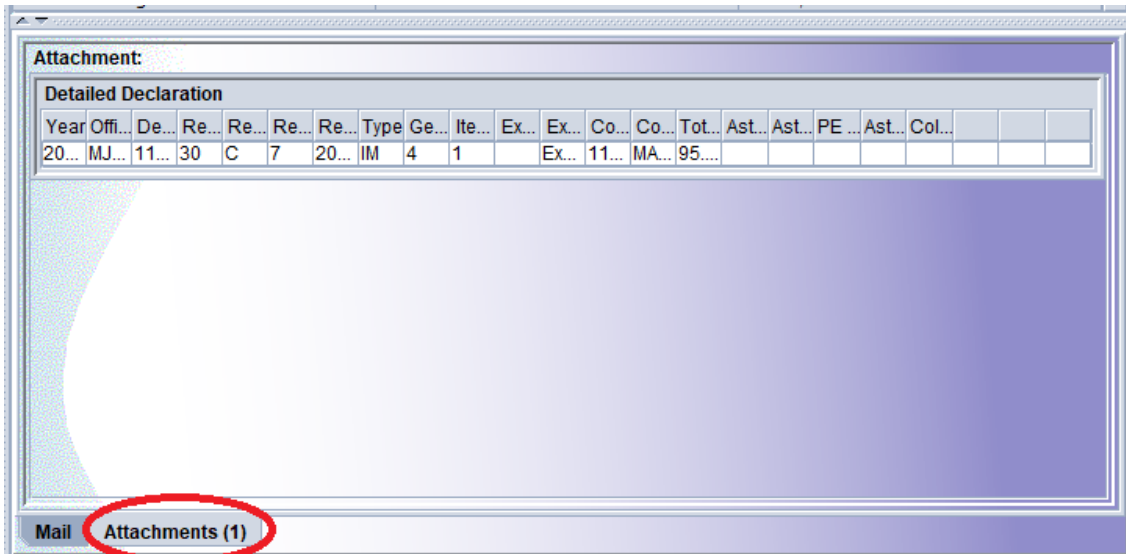 Attachment:
Detailed Declaration
Year Offi... De... Re... Re... Re... Re... Type Ge... Ite... Ex... Ex... Co... Co... Tot... Ast... Ast... PE ... Ast... Col...
20... MJ... 11... 30 C 7 20... IM 4 1 Ex... 11... MA... 95....
Mail Attachments (1)